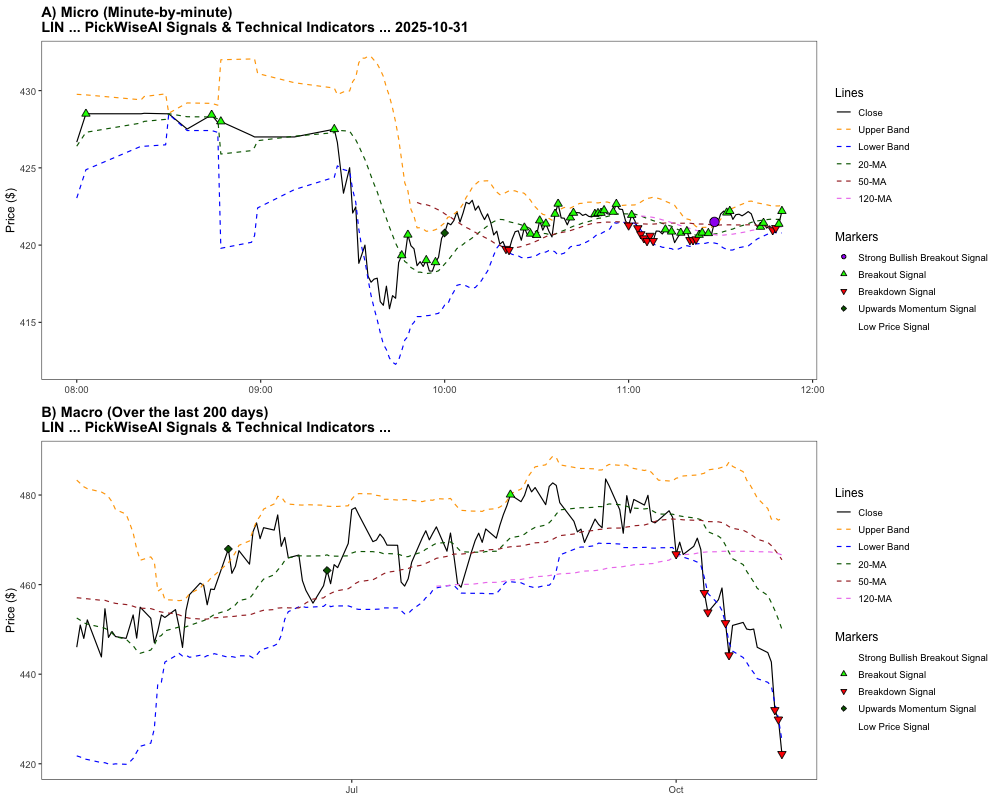 A) Micro (Minute-by-minute)
LIN ... PickWiseAI Signals & Technical Indicators ... 2025-10-31
Price ($)
430
425
420
415
08:00
09:00
10:00
11:00
12:00
Lines
Close
Upper Band
Lower Band
20-MA
50-MA
120-MA
Markers
Strong Bullish Breakout Signal
Breakout Signal
Breakdown Signal
Upwards Momentum Signal
Low Price Signal
B) Macro (Over the last 200 days)
LIN ... PickWiseAI Signals & Technical Indicators ...
Price ($)
480
460
440
420
Jul
Oct
Lines
Close
Upper Band
Lower Band
20-MA
50-MA
120-MA
Markers
Strong Bullish Breakout Signal
Breakout Signal
Breakdown Signal
Upwards Momentum Signal
Low Price Signal